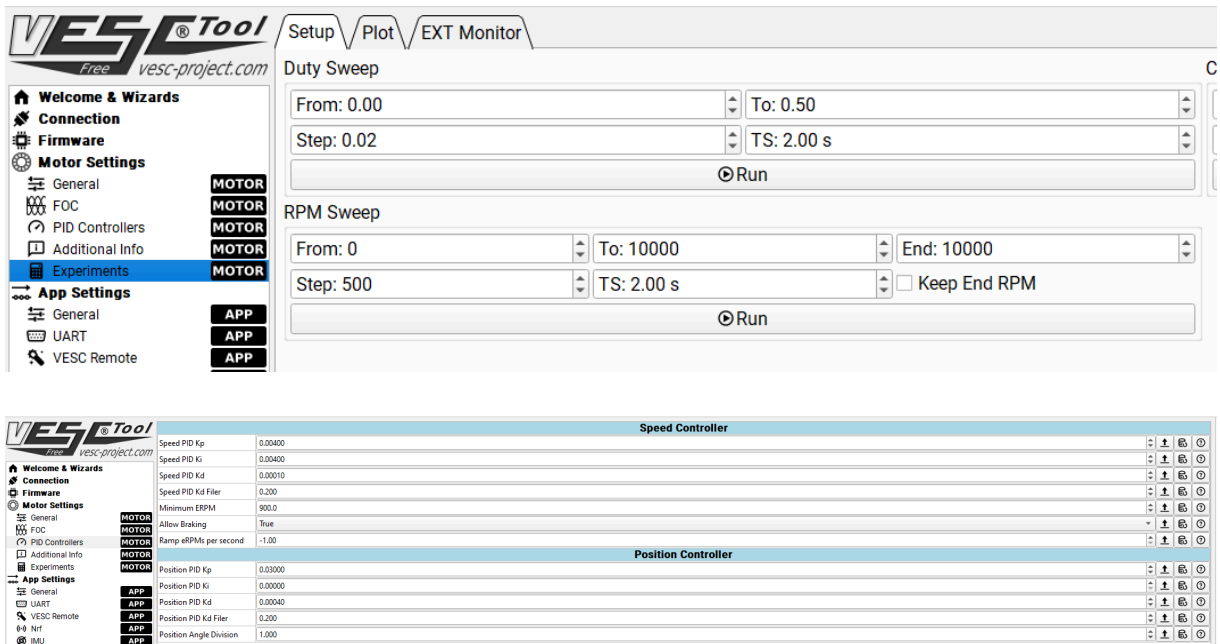 VESC® Tool
Free vesc-project.com
Setup Plot EXT Monitor
Welcome & Wizards
Connection
Firmware
Motor Settings
General MOTOR
FOC MOTOR
PID Controllers MOTOR
Additional Info MOTOR
Experiments MOTOR
App Settings
General APP
UART APP
VESC Remote APP
Duty Sweep
C
From: 0.00 To: 0.50
Step: 0.02 TS: 2.00 s
Run
RPM Sweep
From: 0 To: 10000 End: 10000
Step: 500 TS: 2.00 s Keep End RPM
Run
VESC® Tool
Free vesc-project.com
Welcome & Wizards
Connection
Firmware
Motor Settings
General MOTOR
FOC MOTOR
PID Controllers MOTOR
Additional Info MOTOR
Experiments MOTOR
App Settings
General APP
UART APP
VESC Remote APP
Nrf APP
IMU APP
Speed Controller
Speed PID Kp 0.00400
Speed PID Ki 0.00400
Speed PID Kd 0.00010
Speed PID Kd Filer 0.200
Minimum ERPM 900.0
Allow Braking True
Ramp eRPMs per second -1.00
Position Controller
Position PID Kp 0.03000
Position PID Ki 0.00000
Position PID Kd 0.00040
Position PID Kd Filer 0.200
Position Angle Division 1.000